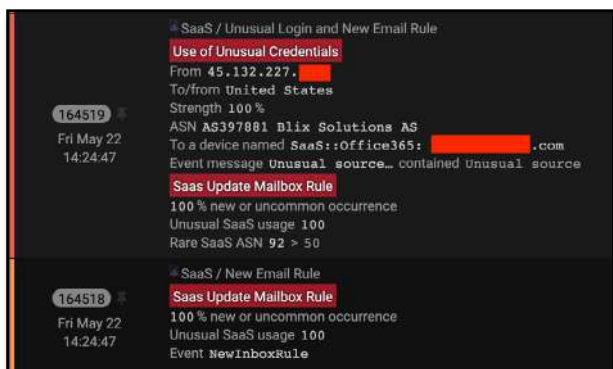 SaaS / Unusual Login and New Email Rule
Use of Unusual Credentials
From 45.132.227.
To/from United States
Strength 100 %
164519
ASN AS397881 Blix Solutions AS
Fri May 22
To a device named SaaS::Office365: .com
14:24:47
Event message Unusual source… contained Unusual source
Saas Update Mailbox Rule
100 % new or uncommon occurrence
Unusual SaaS usage 100
Rare SaaS ASN 92 > 50
SaaS / New Email Rule
164518
Saas Update Mailbox Rule
Fri May 22
100 % new or uncommon occurrence
14:24:47
Unusual SaaS usage 100
Event NewInboxRule